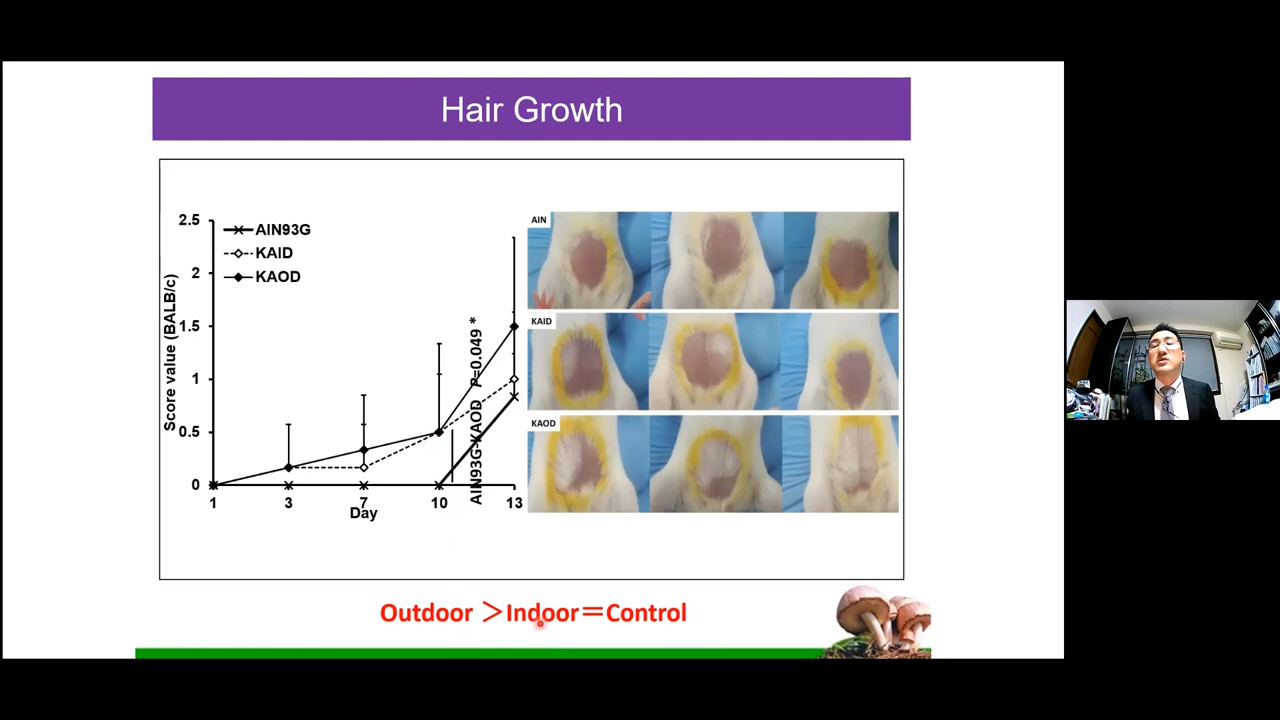 Hair Growth
2.5
2
1.5
1
0.5
0
Score value (BALB/c)
AIN93G
KAID
KAOD
AIN93G-KAOD P=0.049 *
1
3
7
10
13
Day
AIN
KAID
KAOD
Outdoor ＞Indoor＝Control